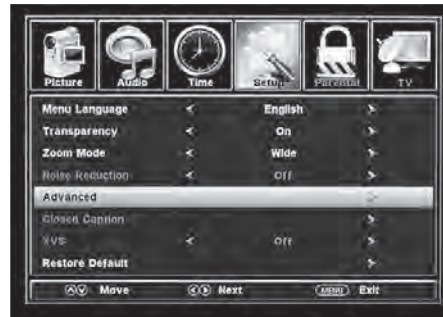 Picture Audio Time Setup Parental TV
Menu Language English
Transparency On
Zoom Mode Wide
Noise Reduction Off
Advanced
Closed Caption
XVS Off
Restore Default
Move Next MENU Exit